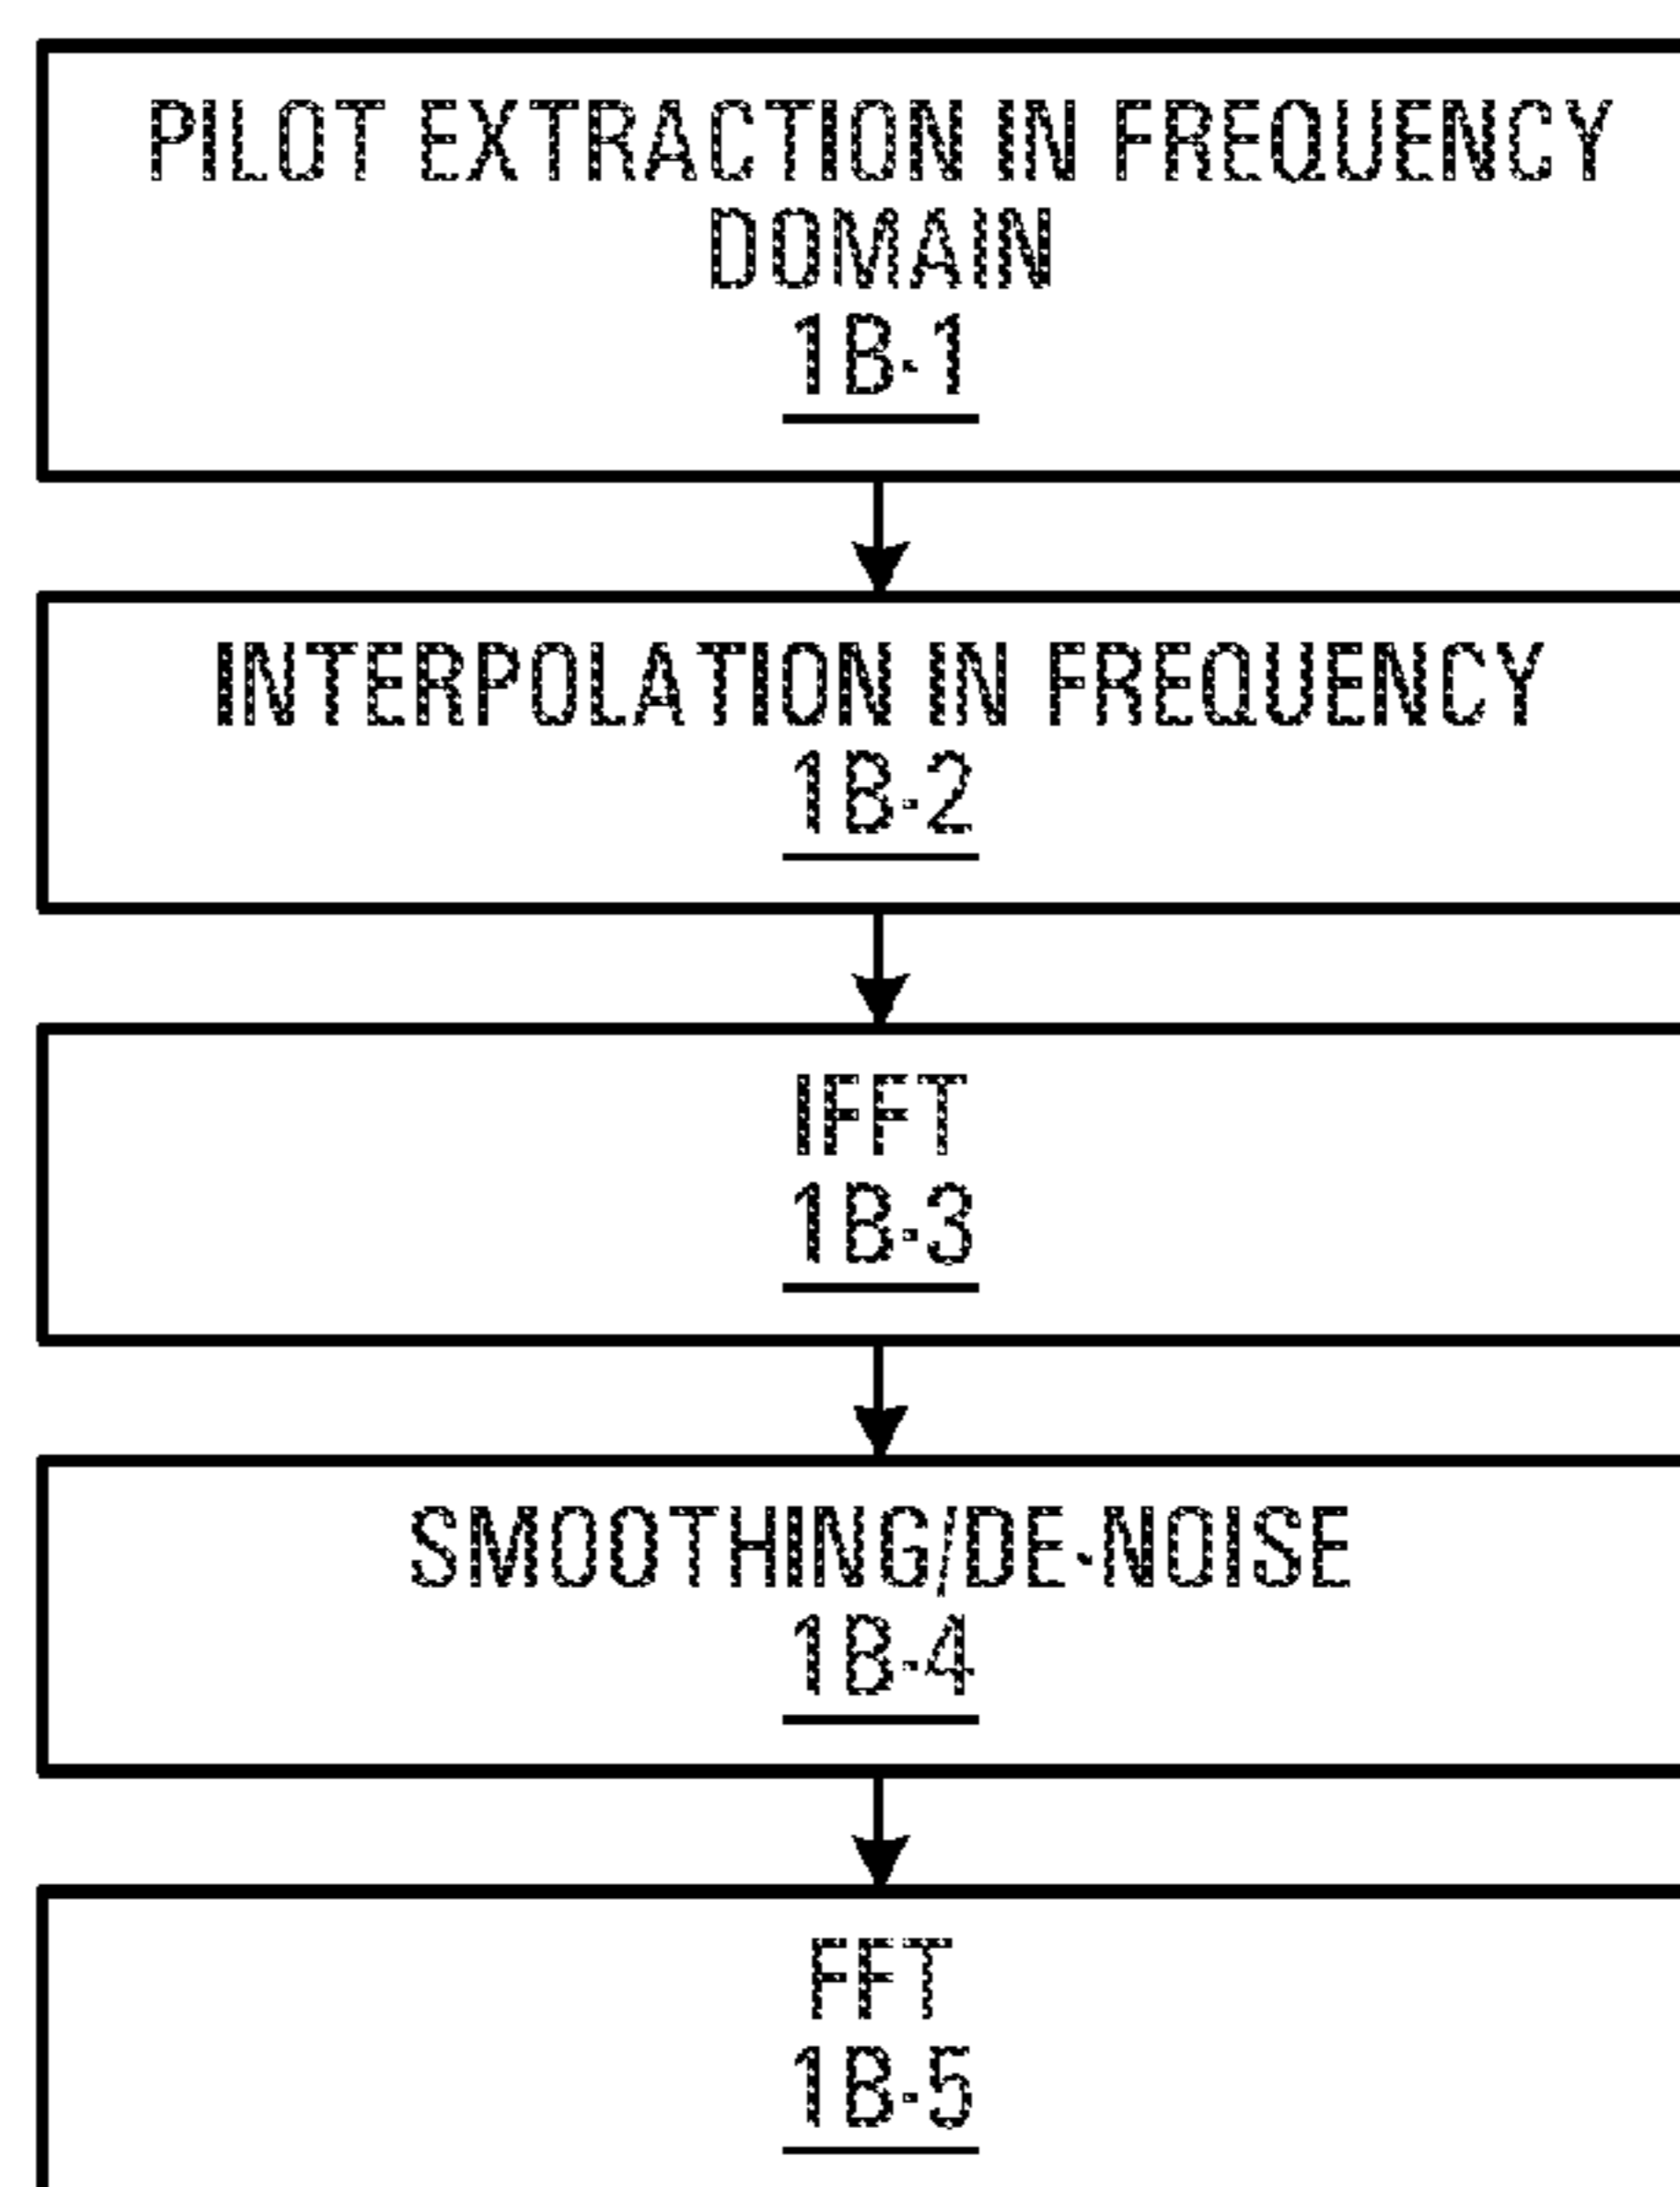 PILOT EXTRACTION IN FREQUENCY
DOMAIN
1B-1
INTERPOLATION IN FREQUENCY
1B-2
IFFT
1B-3
SMOOTHING/DE-NOISE
1B-4
FFT
1B-5